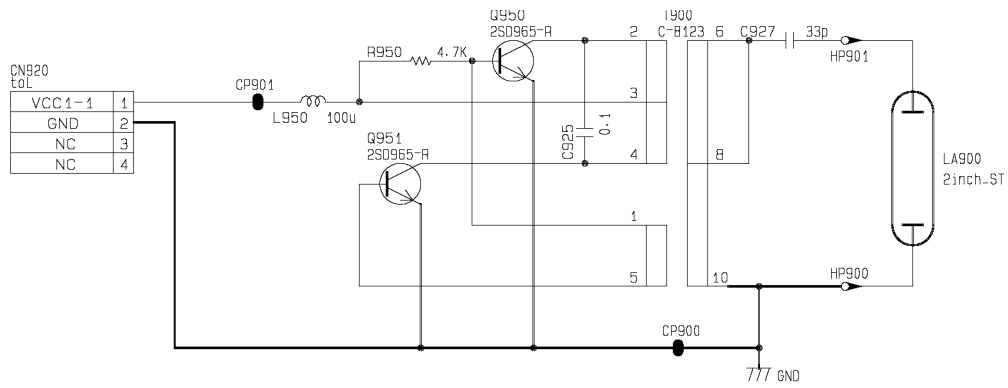 Q950
2SD965-R
T900
C-B123
2
6
C927
33p
HP901
R950
4.7K
CN920
toL
VCC1-1 1
GND 2
NC 3
NC 4
CP901
L950 100u
3
C925
0.1
Q951
2SD965-R
4
8
LA900
2inch_ST
1
5
10
HP900
CP900
GND